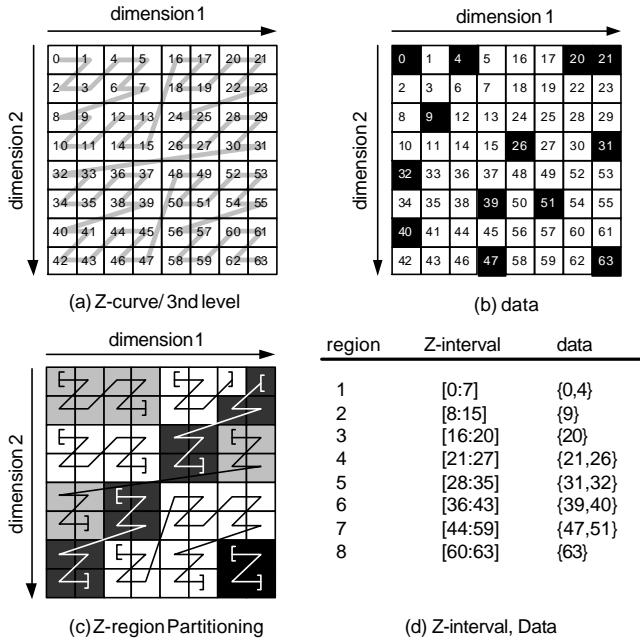 dimension 1
dimension 2
0 1 4 5 16 17 20 21
2 3 6 7 18 19 22 23
8 9 12 13 24 25 28 29
10 11 14 15 26 27 30 31
32 33 36 37 48 49 52 53
34 35 38 39 50 51 54 55
40 41 44 45 56 57 60 61
42 43 46 47 58 59 62 63
(a) Z-curve/ 3nd level
dimension 1
dimension 2
0 1 4 5 16 17 20 21
2 3 6 7 18 19 22 23
8 9 12 13 24 25 28 29
10 11 14 15 26 27 30 31
32 33 36 37 48 49 52 53
34 35 38 39 50 51 54 55
40 41 44 45 56 57 60 61
42 43 46 47 58 59 62 63
(b) data
dimension 1
dimension 2
(c) Z-region Partitioning
region Z-interval data
1 [0:7] {0,4}
2 [8:15] {9}
3 [16:20] {20}
4 [21:27] {21,26}
5 [28:35] {31,32}
6 [36:43] {39,40}
7 [44:59] {47,51}
8 [60:63] {63}
(d) Z-interval, Data